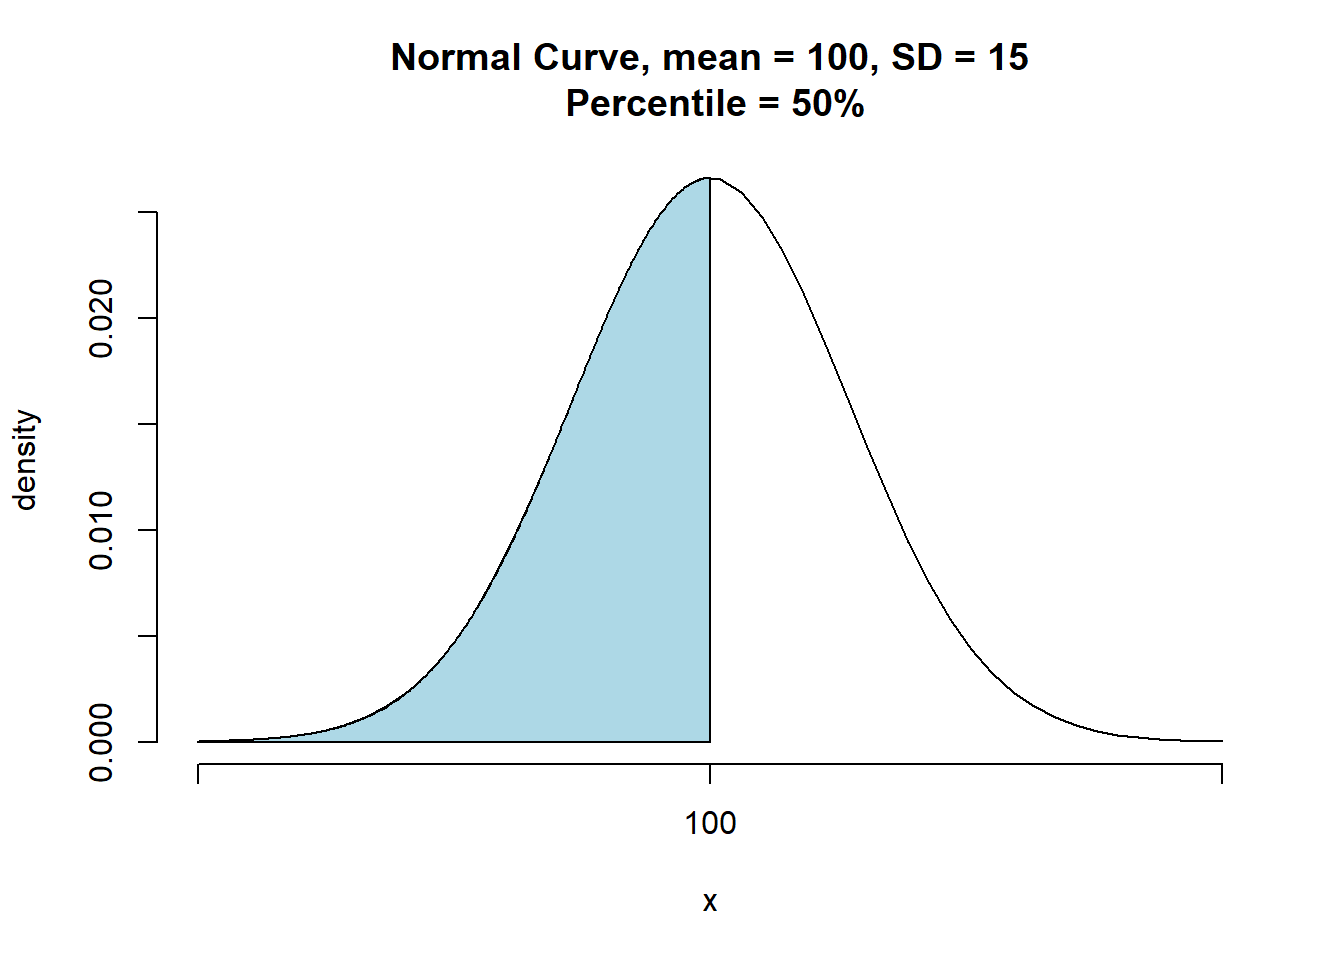 Normal Curve, mean = 100, SD = 15
Percentile = 50%
density
0.020
0.010
0.000
100
x